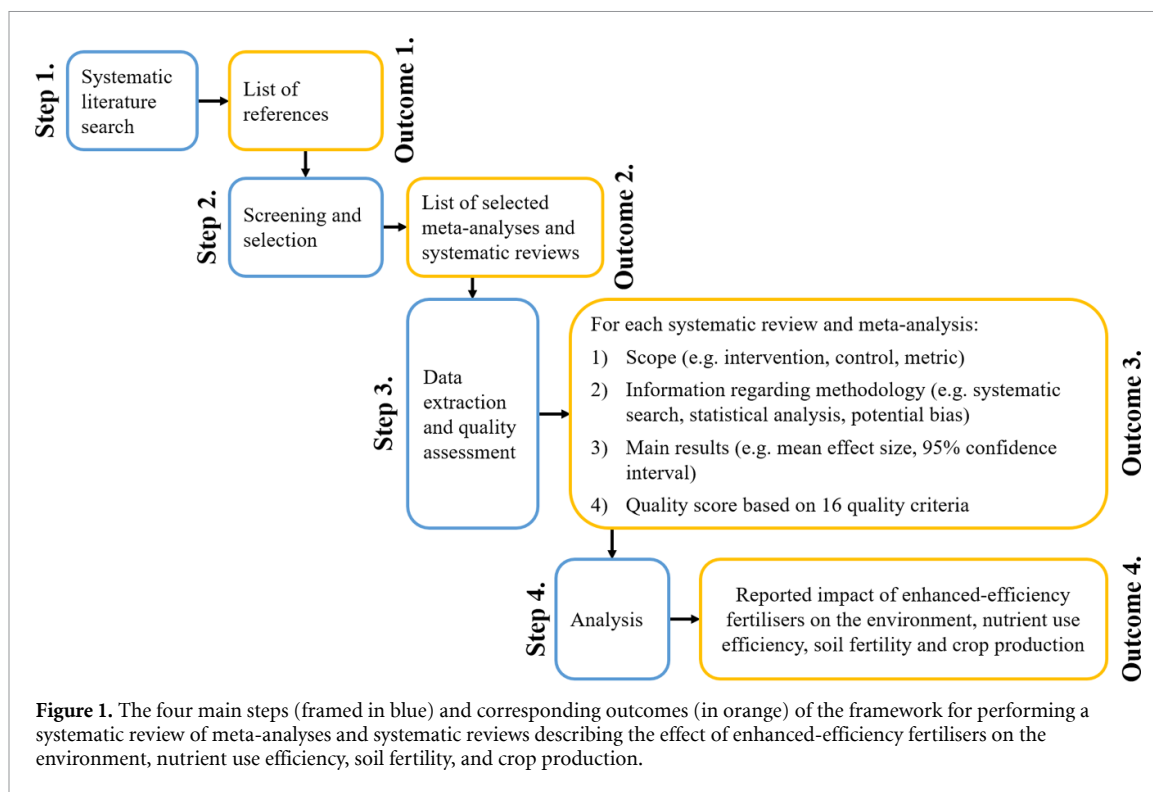 Step 1.
Systematic
literature
search
List of
references
Outcome 1.
Step 2.
Screening and
selection
List of selected
meta-analyses and
systematic reviews
Outcome 2.
Step 3.
Data
extraction
and quality
assessment
For each systematic review and meta-analysis:
1) Scope (e.g. intervention, control, metric)
2) Information regarding methodology (e.g. systematic
search, statistical analysis, potential bias)
3) Main results (e.g. mean effect size, 95% confidence
interval)
4) Quality score based on 16 quality criteria
Outcome 3.
Step 4.
Analysis
Reported impact of enhanced-efficiency
fertilisers on the environment, nutrient use
efficiency, soil fertility and crop production
Outcome 4.
Figure 1. The four main steps (framed in blue) and corresponding outcomes (in orange) of the framework for performing a
systematic review of meta-analyses and systematic reviews describing the effect of enhanced-efficiency fertilisers on the
environment, nutrient use efficiency, soil fertility, and crop production.